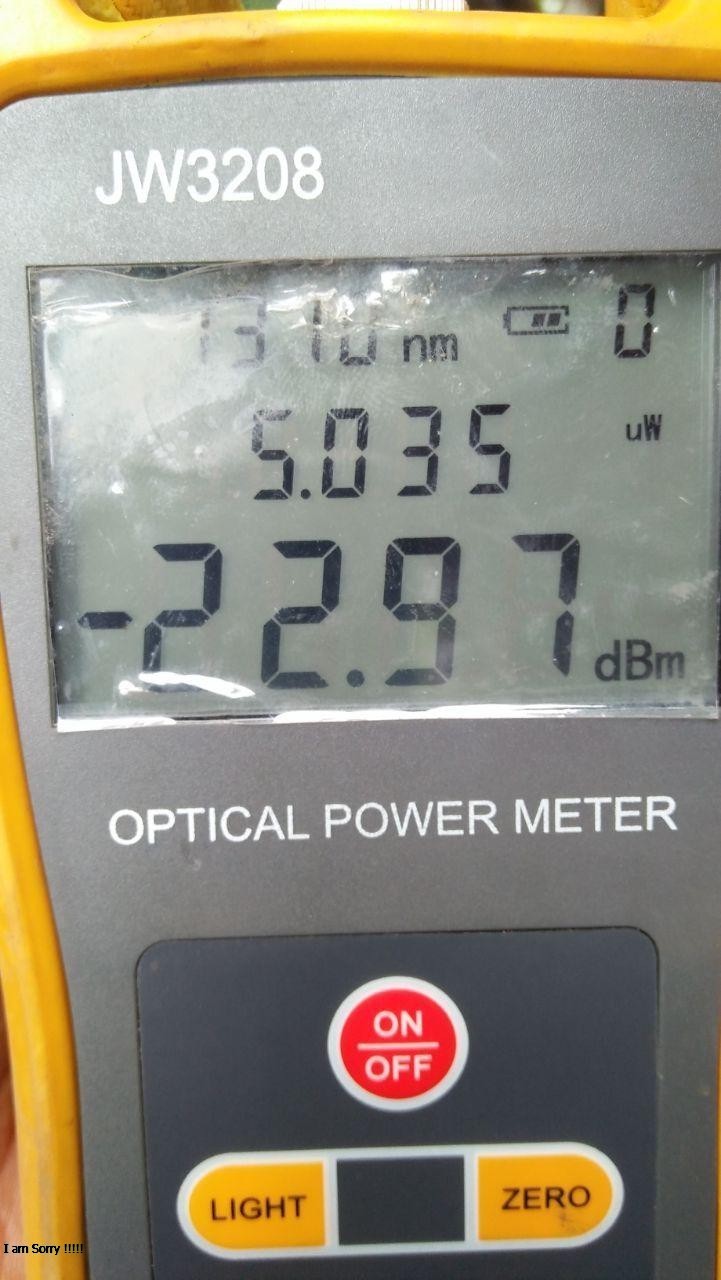 JW3208
1310 nm 0
5.035 uW
-22.97 dBm
OPTICAL POWER METER
ON
OFF
LIGHT ZERO
I am Sorry !!!!!